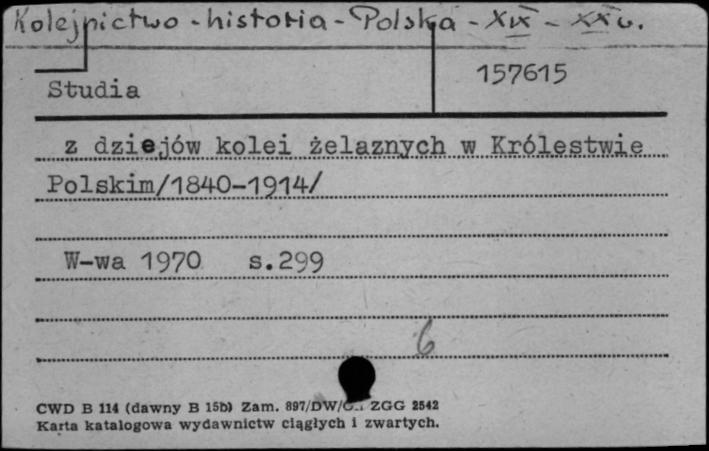 Kolejnictwo - historia - Polska - XIX - XX w.
157615
Studia
z dziejów kolei żelaznych w Królestwie
Polskim/1840-1914/
W-wa 1970 s.299
6
CWD B 114 (dawny B 15b) Zam. 897/DW/ ZGG 2542
Karta katalogowa wydawnictw ciągłych i zwartych.